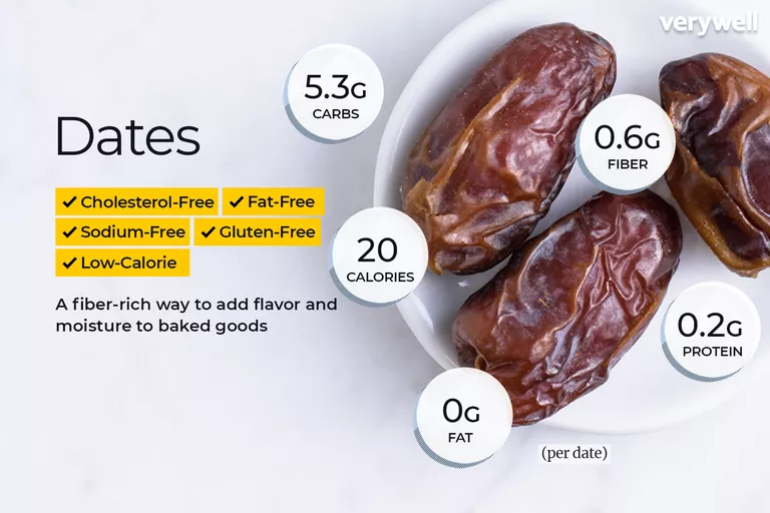 verywell
5.3G
CARBS
Dates
0.6G
FIBER
✓ Cholesterol-Free ✓ Fat-Free
✓ Sodium-Free ✓ Gluten-Free
✓ Low-Calorie
20
CALORIES
A fiber-rich way to add flavor and
moisture to baked goods
0.2G
PROTEIN
0G
FAT
(per date)